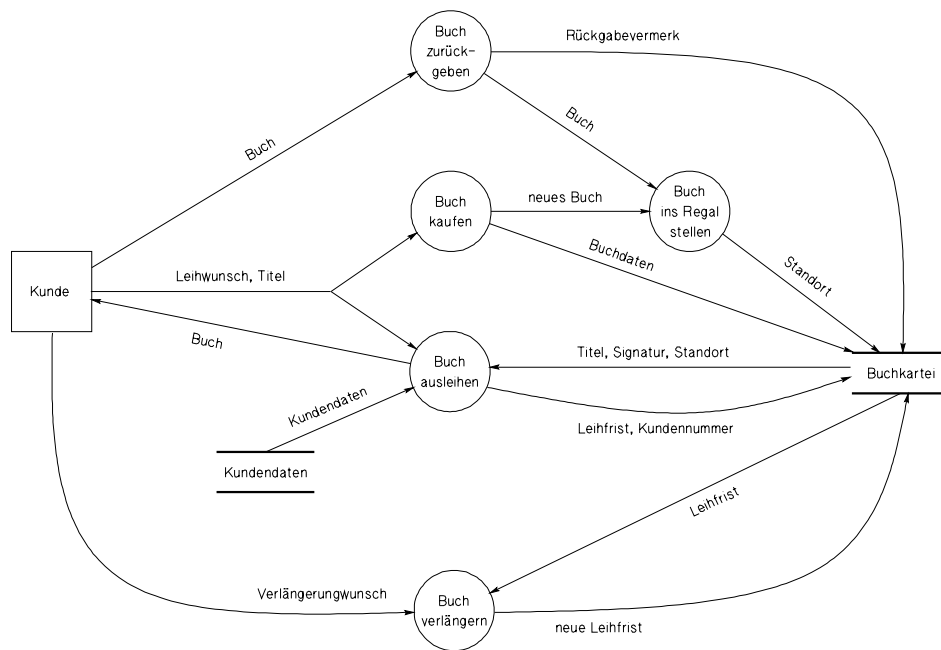 Buch
zurück-
geben
Rückgabevermerk
Buch
Buch
Buch
kaufen
neues Buch
Buch
ins Regal
stellen
Buchdaten
Standort
Kunde
Leihwunsch, Titel
Buch
Buch
ausleihen
Titel, Signatur, Standort
Buchkartei
Kundendaten
Leihfrist, Kundennummer
Kundendaten
Leihfrist
Verlängerungwunsch
Buch
verlängern
neue Leihfrist